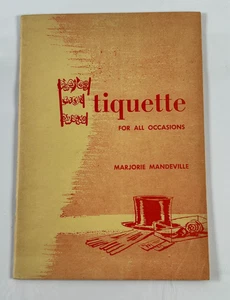 Etiquette
FOR ALL OCCASIONS
MARJORIE MANDEVILLE